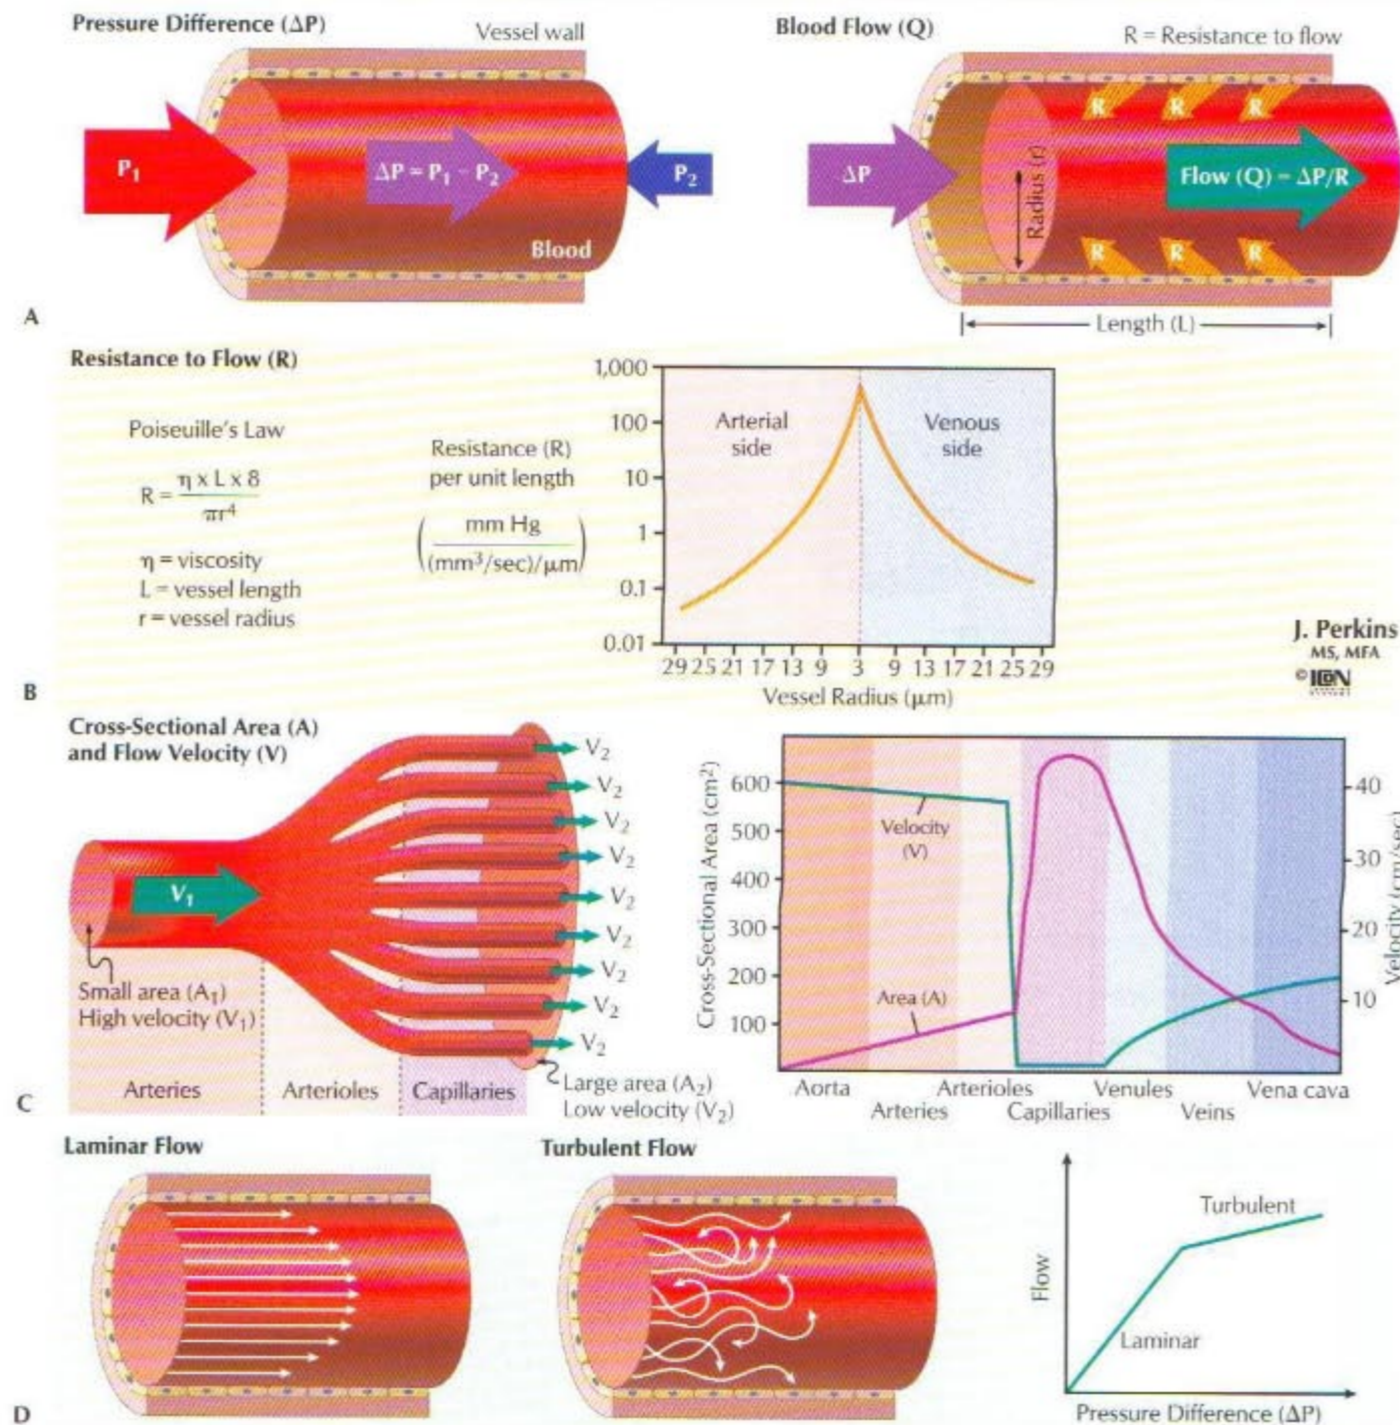 Pressure Difference (ΔP)
Vessel wall
P1
ΔP = P1 − P2
P2
Blood
Blood Flow (Q)
R = Resistance to flow
ΔP
Radius (r)
R
R
R
Flow (Q) = ΔP/R
R
R
R
Length (L)
A
Resistance to Flow (R)
Poiseuille's Law
R = η x L x 8
πr4
η = viscosity
L = vessel length
r = vessel radius
Resistance (R)
per unit length
mm Hg
(mm3/sec)/μm
1,000
100
10
1
0.1
0.01
Arterial
side
Venous
side
29 25 21 17 13 9 3 9 13 17 21 25 29
Vessel Radius (μm)
J. Perkins
MS, MFA
© ICON
B
Cross-Sectional Area (A)
and Flow Velocity (V)
V1
V2
V2
V2
V2
V2
V2
V2
V2
V2
Small area (A1)
High velocity (V1)
Large area (A2)
Low velocity (V2)
Arteries
Arterioles
Capillaries
Cross-Sectional Area (cm2)
600
500
400
300
200
100
Velocity
(V)
Area (A)
40
30
20
10
Velocity (cm/sec)
Aorta
Arteries
Arterioles
Capillaries
Venules
Veins
Vena cava
C
Laminar Flow
Turbulent Flow
Flow
Turbulent
Laminar
Pressure Difference (ΔP)
D